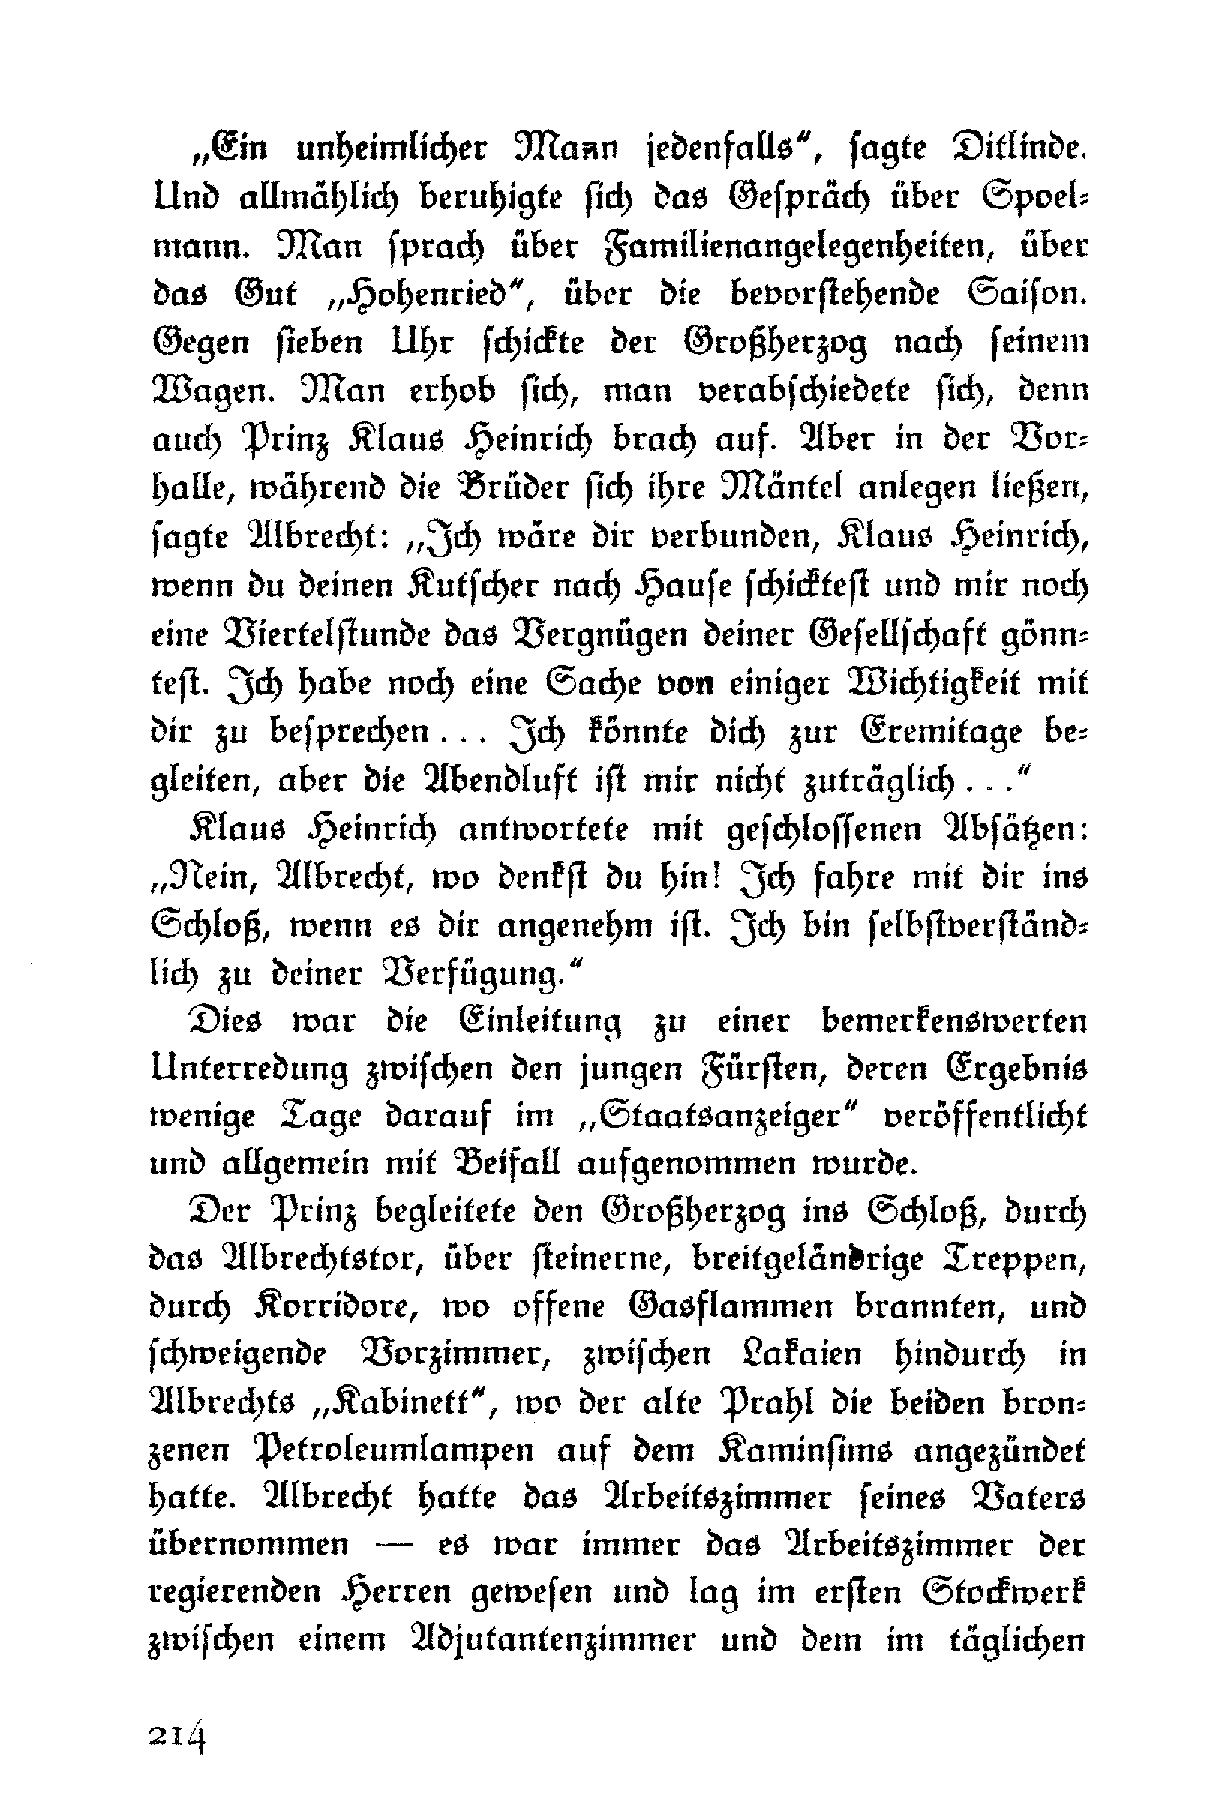 „Ein unheimlicher Mann jedenfalls“, ſagte Ditlinde.
Und allmählich beruhigte ſich das Geſpräch über Spoel-
mann. Man ſprach über Familienangelegenheiten, über
das Gut „Hohenried“, über die bevorſtehende Saiſon.
Gegen ſieben Uhr ſchickte der Großherzog nach ſeinem
Wagen. Man erhob ſich, man verabſchiedete ſich, denn
auch Prinz Klaus Heinrich brach auf. Aber in der Vor-
halle, während die Brüder ſich ihre Mäntel anlegen ließen,
ſagte Albrecht: „Ich wäre dir verbunden, Klaus Heinrich,
wenn du deinen Kutſcher nach Hauſe ſchickteſt und mir noch
eine Viertelſtunde das Vergnügen deiner Geſellſchaft gönn-
teſt. Ich habe noch eine Sache von einiger Wichtigkeit mit
dir zu beſprechen... Ich könnte dich zur Eremitage be-
gleiten, aber die Abendluft iſt mir nicht zuträglich...“
Klaus Heinrich antwortete mit geſchloſſenen Abſätzen:
„Nein, Albrecht, wo denkſt du hin! Ich fahre mit dir ins
Schloß, wenn es dir angenehm iſt. Ich bin ſelbſtverſtänd-
lich zu deiner Verfügung.“
Dies war die Einleitung zu einer bemerkenswerten
Unterredung zwiſchen den jungen Fürſten, deren Ergebnis
wenige Tage darauf im „Staatsanzeiger“ veröffentlicht
und allgemein mit Beifall aufgenommen wurde.
Der Prinz begleitete den Großherzog ins Schloß, durch
das Albrechtstor, über ſteinerne, breitgeländrige Treppen,
durch Korridore, wo offene Gasflammen brannten, und
ſchweigende Vorzimmer, zwiſchen Lakaien hindurch in
Albrechts „Kabinett“, wo der alte Prahl die beiden bron-
zenen Petroleumlampen auf dem Kaminſims angezündet
hatte. Albrecht hatte das Arbeitszimmer ſeines Vaters
übernommen — es war immer das Arbeitszimmer der
regierenden Herren geweſen und lag im erſten Stockwerk
zwiſchen einem Adjutantenzimmer und dem im täglichen
214